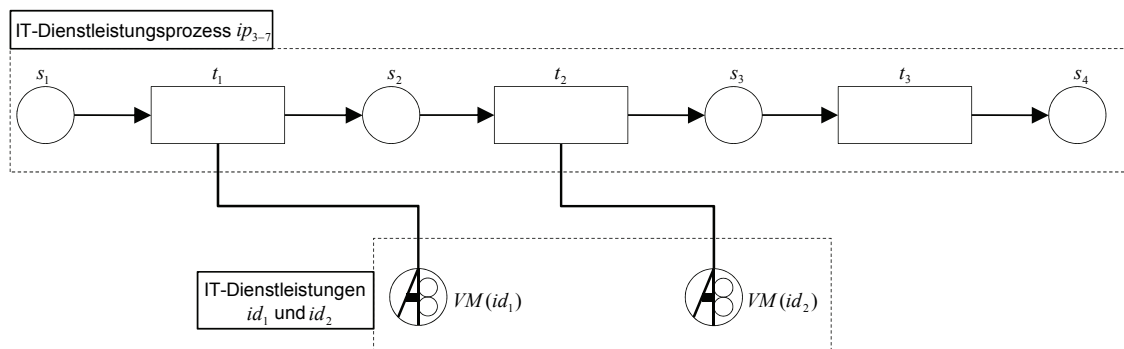 IT-Dienstleistungsprozess ip₃₋₇
s₁ t₁ s₂ t₂ s₃ t₃ s₄
IT-Dienstleistungen
id₁ und id₂
VM(id₁) VM(id₂)